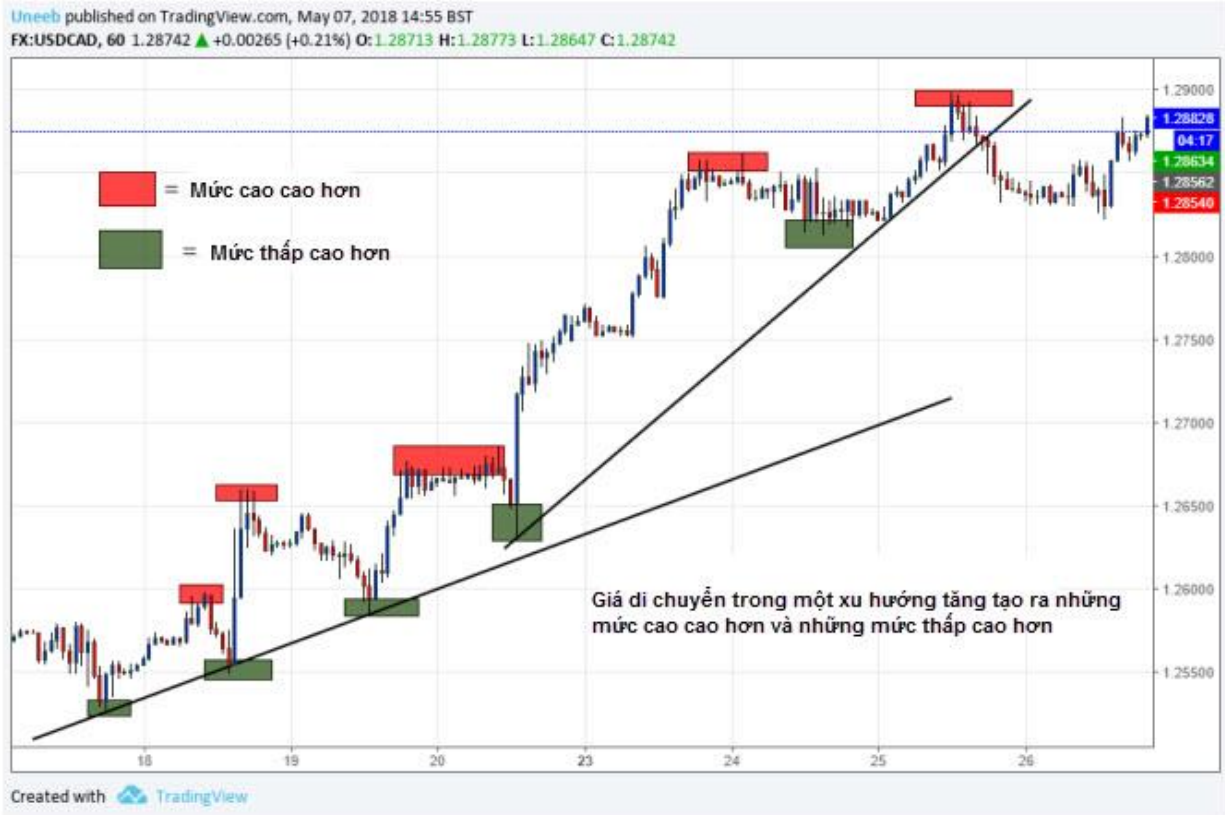 Uneeb published on TradingView.com, May 07, 2018 14:55 BST
FX:USDCAD, 60 1.28742 ▲ +0.00265 (+0.21%) O:1.28713 H:1.28773 L:1.28647 C:1.28742
1.29000
1.28828
04:17
1.28634
1.28562
1.28540
= Mức cao cao hơn
= Mức thấp cao hơn
1.28000
1.27500
1.27000
1.26500
1.26000
Giá di chuyển trong một xu hướng tăng tạo ra những
mức cao cao hơn và những mức thấp cao hơn
1.25500
18 19 20 23 24 25 26
Created with TradingView